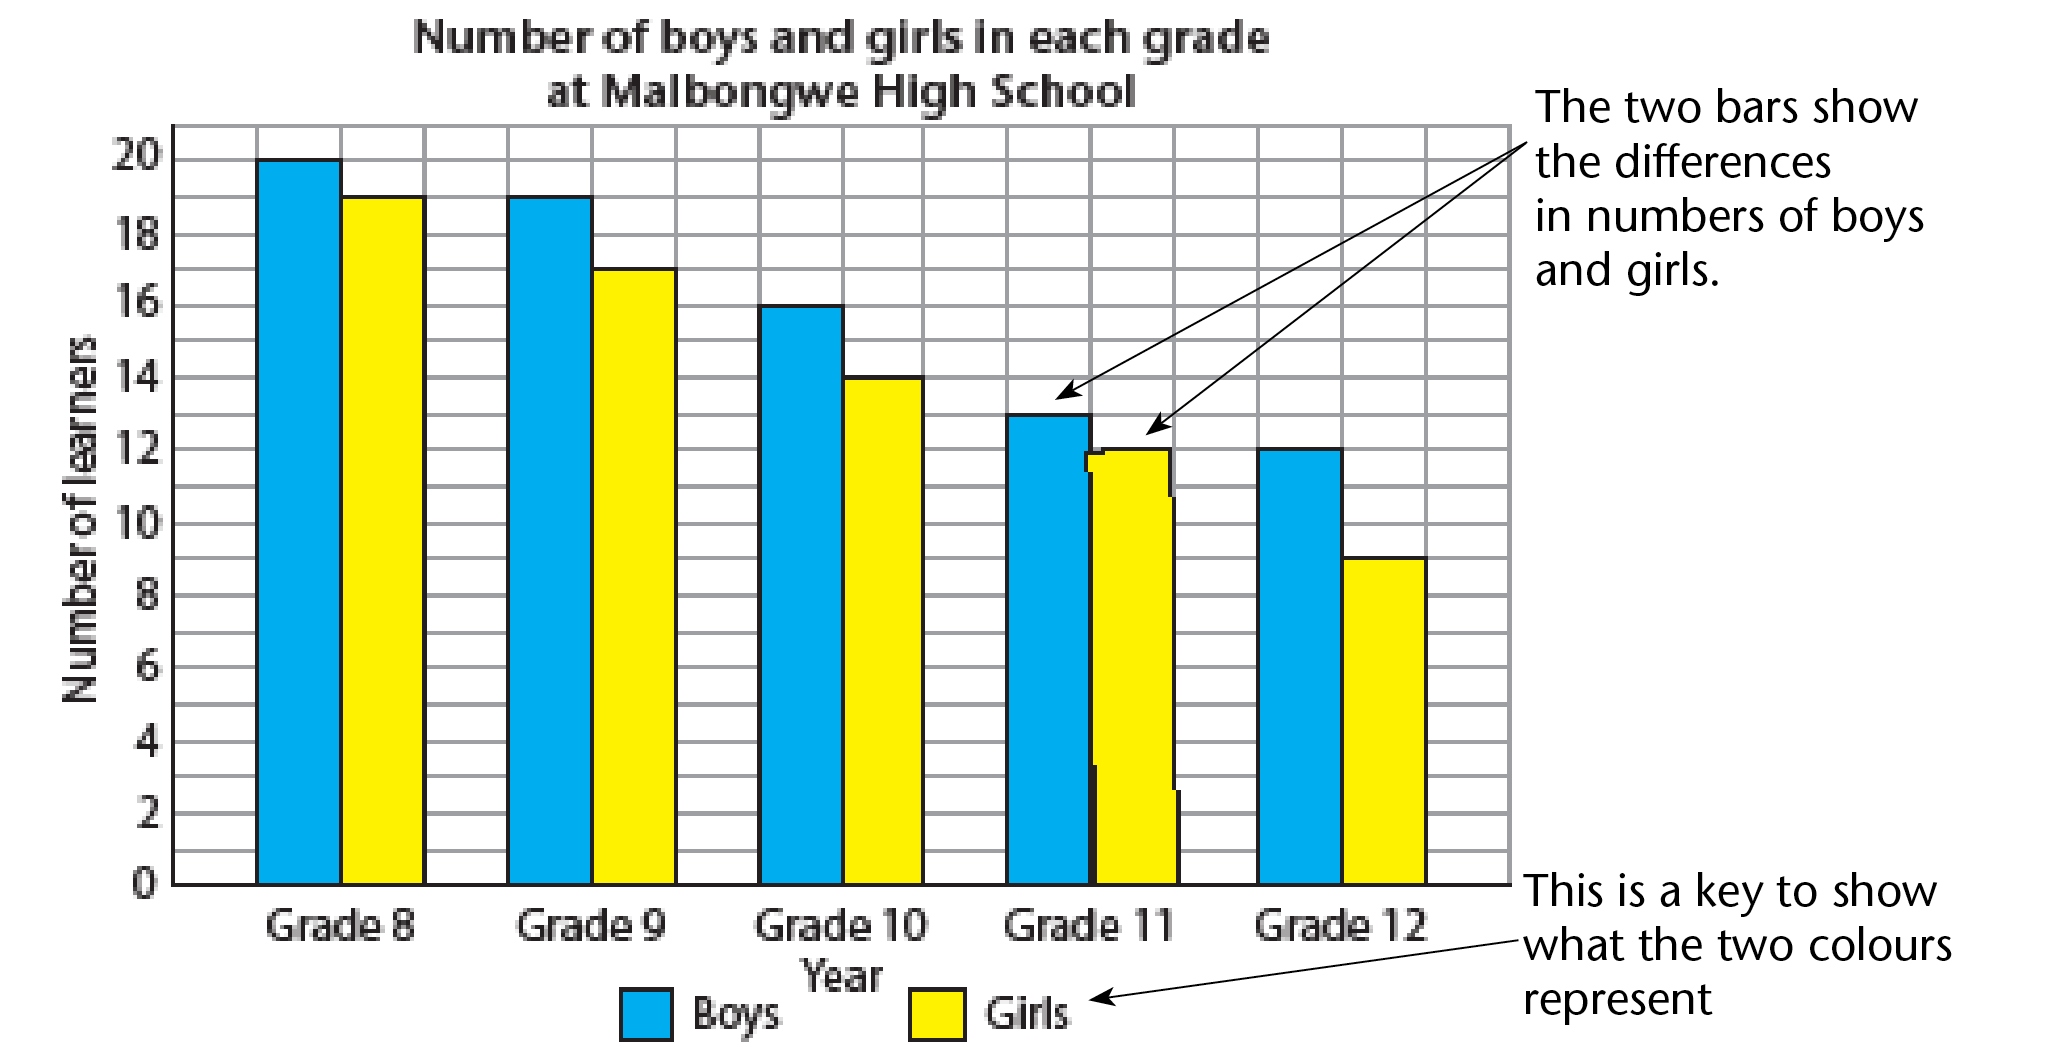 Number of boys and girls in each grade
at Malbongwe High School
The two bars show
the differences
in numbers of boys
and girls.
Number of learners
20
18
16
14
12
10
8
6
4
2
0
Grade 8
Grade 9
Grade 10
Grade 11
Grade 12
Year
Boys
Girls
This is a key to show
what the two colours
represent